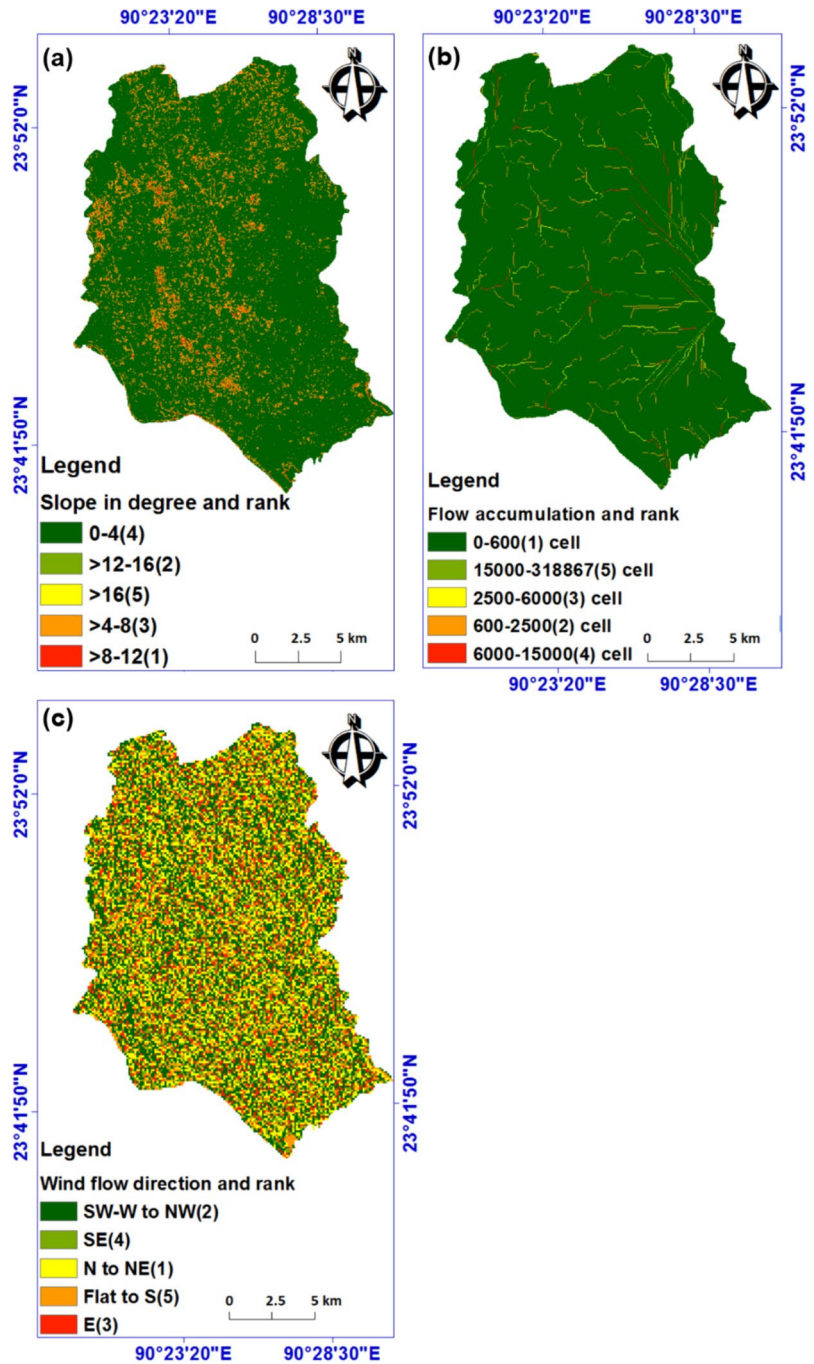 90°23'20"E 90°28'30"E 90°23'20"E 90°28'30"E
(a) N (b) N
23°52'0"N 23°52'0"N
23°41'50"N 23°41'50"N
Legend
Slope in degree and rank
0-4(4)
>12-16(2)
>16(5)
>4-8(3)
>8-12(1)
0 2.5 5 km
Legend
Flow accumulation and rank
0-600(1) cell
15000-318867(5) cell
2500-6000(3) cell
600-2500(2) cell
6000-15000(4) cell
0 2.5 5 km
90°23'20"E 90°28'30"E
(c) N
23°52'0"N 23°52'0"N
23°41'50"N 23°41'50"N
Legend
Wind flow direction and rank
SW-W to NW(2)
SE(4)
N to NE(1)
Flat to S(5)
E(3)
0 2.5 5 km
90°23'20"E 90°28'30"E